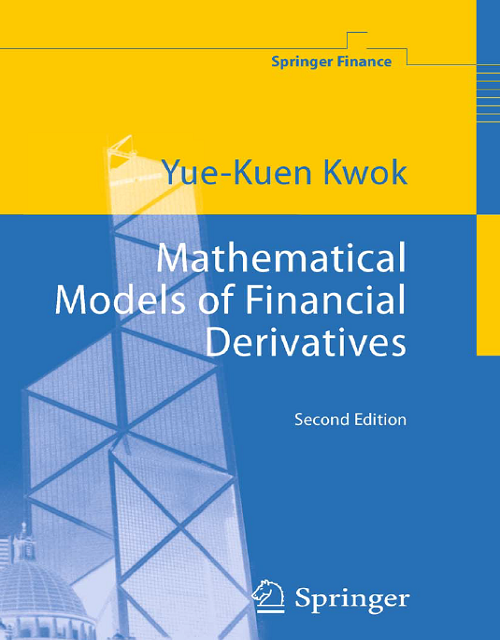 Springer Finance
Yue-Kuen Kwok
Mathematical
Models of Financial
Derivatives
Second Edition
Springer